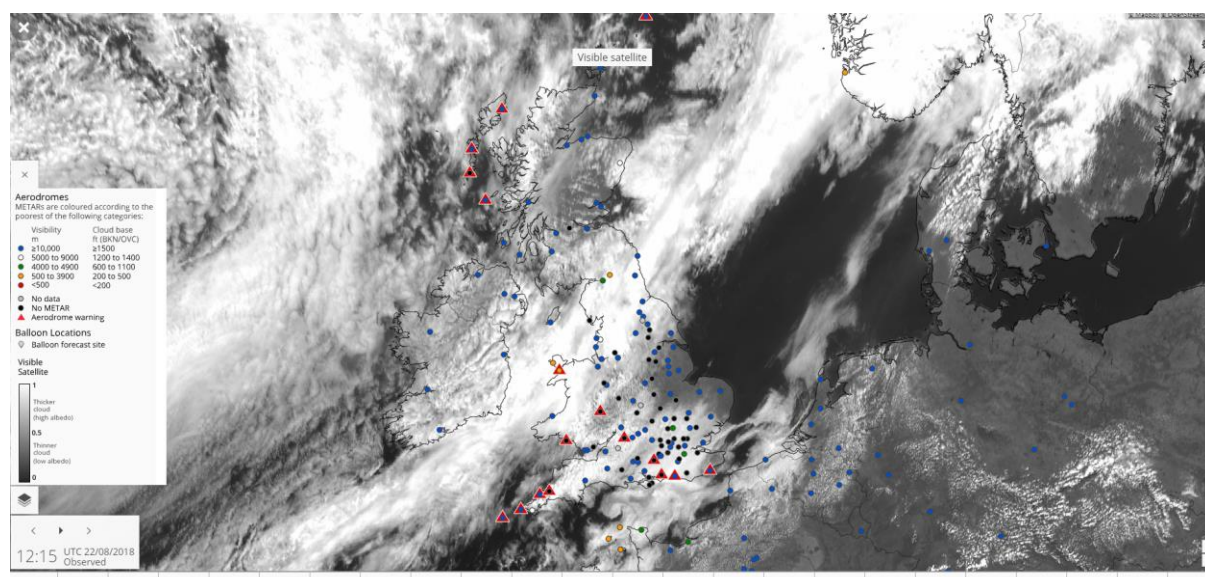 Visible satellite
Aerodromes
METARs are coloured according to the
poorest of the following categories:
Visibility Cloud base
m ft (BKN/OVC)
≥10,000 ≥1500
5000 to 9000 1200 to 1400
4000 to 4900 600 to 1100
500 to 3900 200 to 500
<500 <200
No data
No METAR
Aerodrome warning
Balloon Locations
Balloon forecast site
Visible
Satellite
1
Thicker
cloud
(high albedo)
0.5
Thinner
cloud
(low albedo)
0
12:15 UTC 22/08/2018
Observed